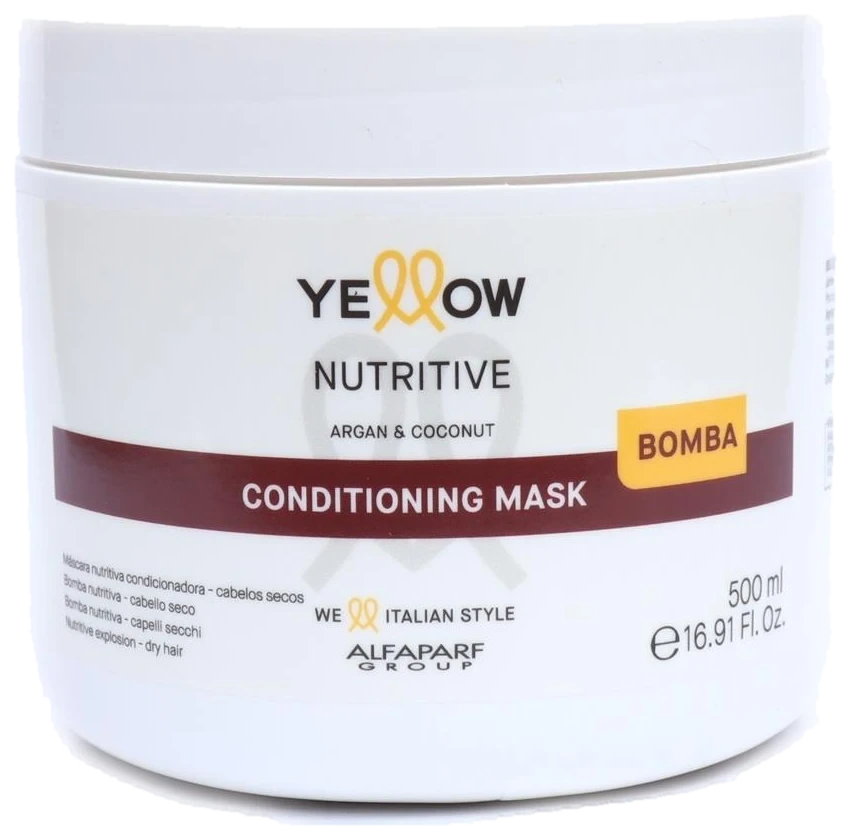 YELLOW
NUTRITIVE
ARGAN & COCONUT
BOMBA
CONDITIONING MASK
Máscara nutritiva condicionadora - cabelos secos
Bomba nutritiva - cabello seco
Bomba nutritiva - capelli secchi
Nutritive explosion - dry hair
WE ITALIAN STYLE
ALFAPARF
GROUP
500 ml
℮16.91 Fl. Oz.